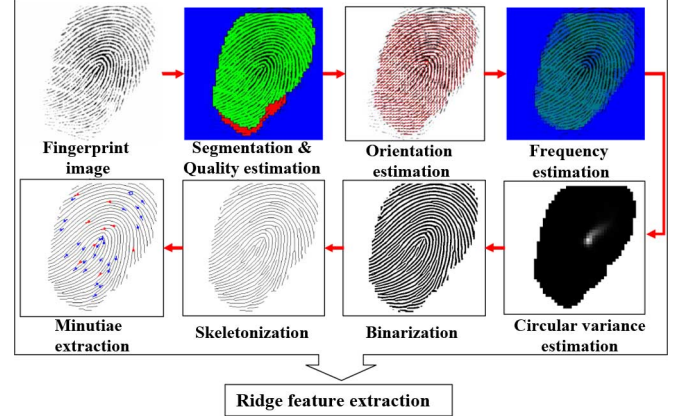 Fingerprint
image
Segmentation &
Quality estimation
Orientation
estimation
Frequency
estimation
Minutiae
extraction
Skeletonization
Binarization
Circular variance
estimation
Ridge feature extraction